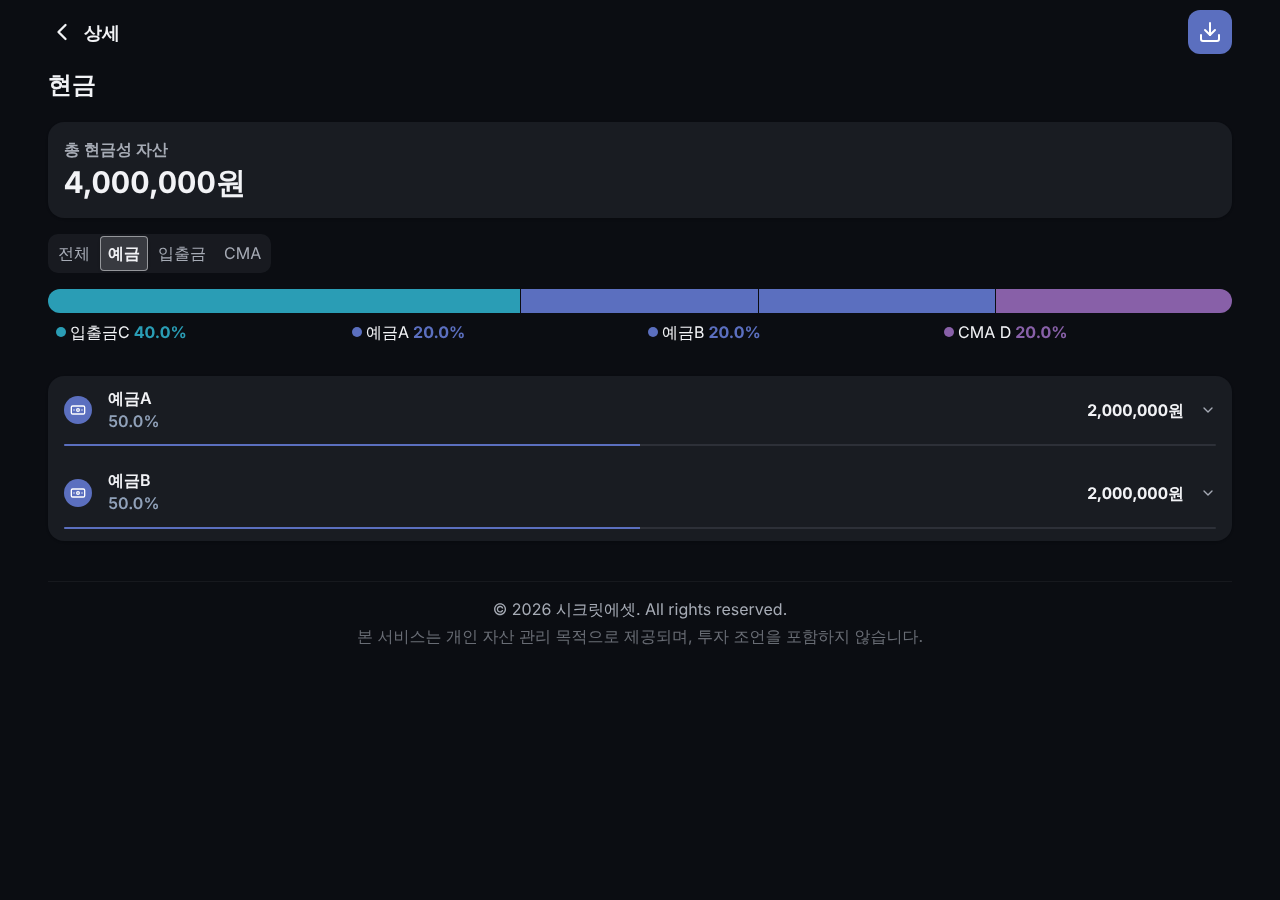 상세
현금
총 현금성 자산
4,000,000원
전체 예금 입출금 CMA
입출금C 40.0% 예금A 20.0% 예금B 20.0% CMA D 20.0%
예금A
50.0%
2,000,000원
예금B
50.0%
2,000,000원
© 2026 시크릿에셋. All rights reserved.
본 서비스는 개인 자산 관리 목적으로 제공되며, 투자 조언을 포함하지 않습니다.